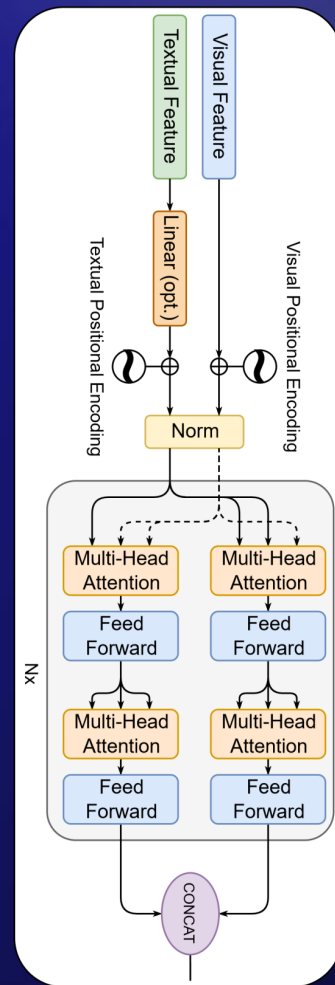 Textual Feature
Visual Feature
Linear (opt.)
Textual Positional Encoding
Visual Positional Encoding
Norm
Multi-Head
Attention
Multi-Head
Attention
Feed
Forward
Feed
Forward
Multi-Head
Attention
Multi-Head
Attention
Feed
Forward
Feed
Forward
Nx
CONCAT